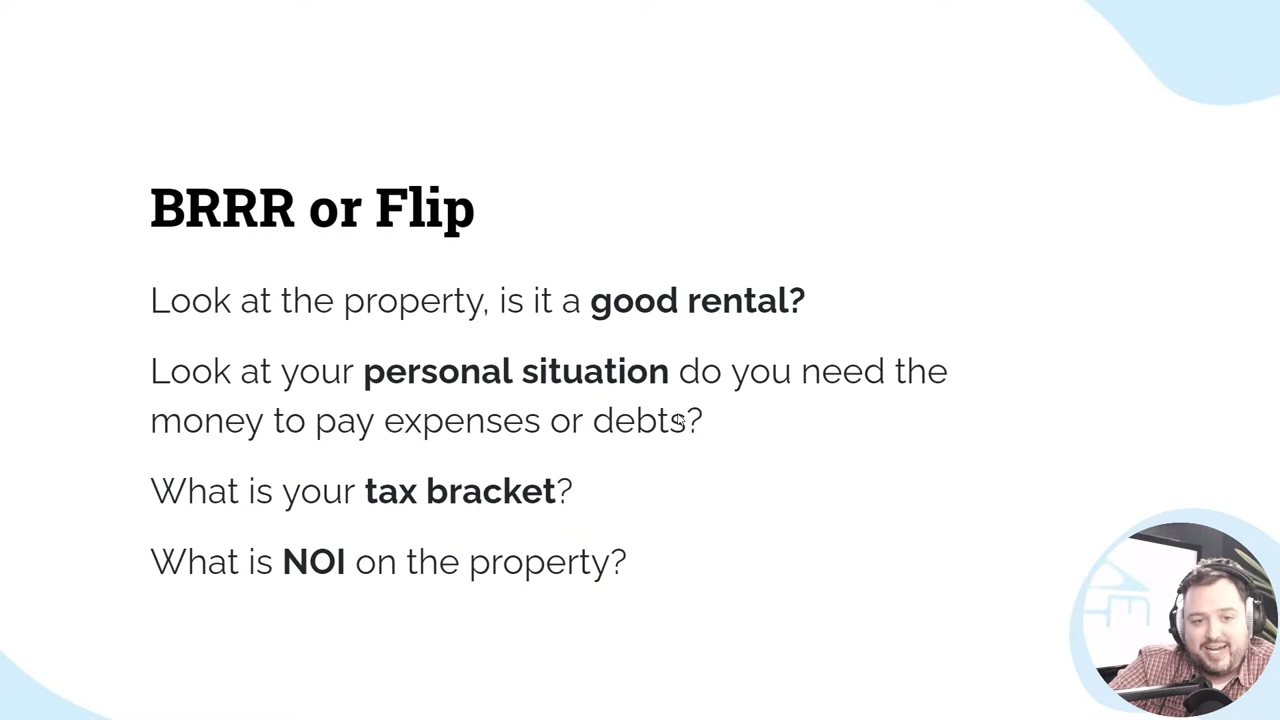 BRRR or Flip
Look at the property, is it a good rental?
Look at your personal situation do you need the
money to pay expenses or debts?
What is your tax bracket?
What is NOI on the property?